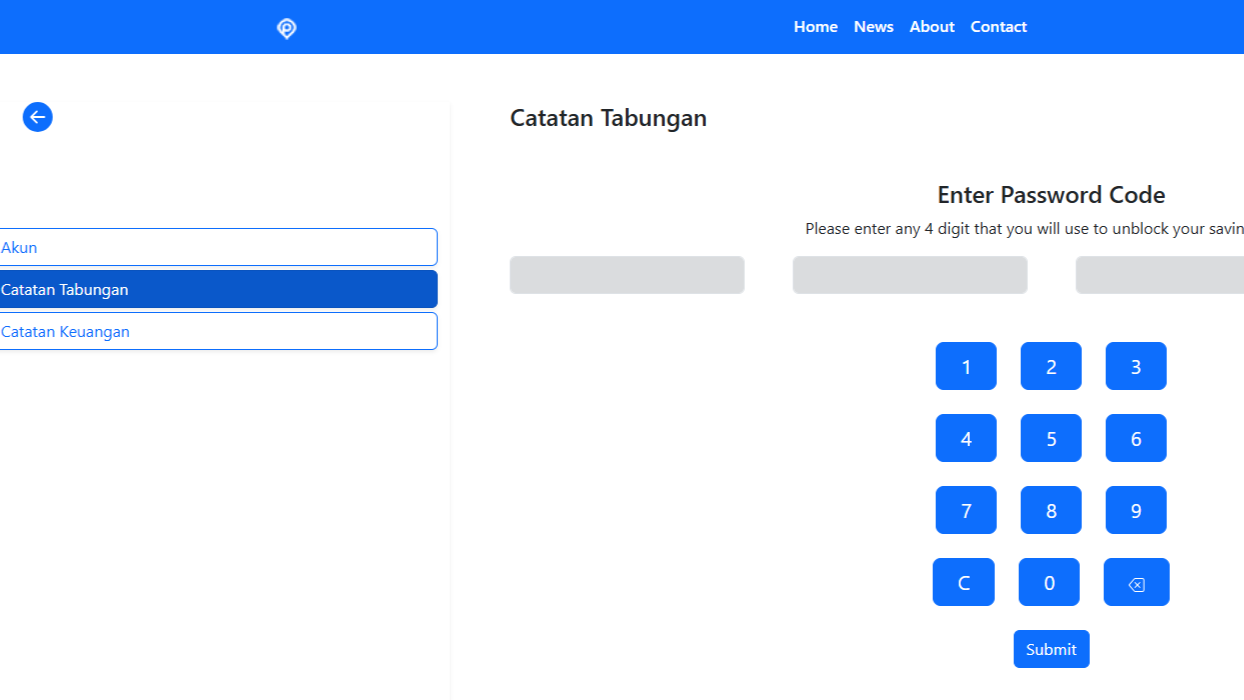 Home News About Contact
Catatan Tabungan
Akun
Catatan Tabungan
Catatan Keuangan
Enter Password Code
Please enter any 4 digit that you will use to unblock your
1 2 3
4 5 6
7 8 9
C 0
Submit